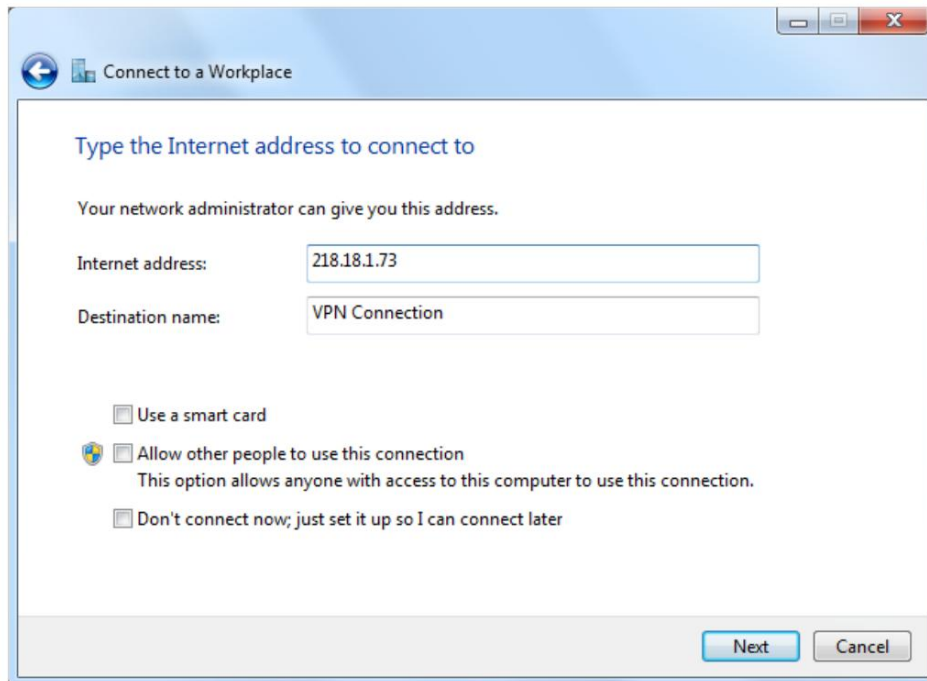 Connect to a Workplace
Type the Internet address to connect to
Your network administrator can give you this address.
Internet address: 218.18.1.73
Destination name: VPN Connection
Use a smart card
Allow other people to use this connection
This option allows anyone with access to this computer to use this connection.
Don't connect now; just set it up so I can connect later
Next Cancel